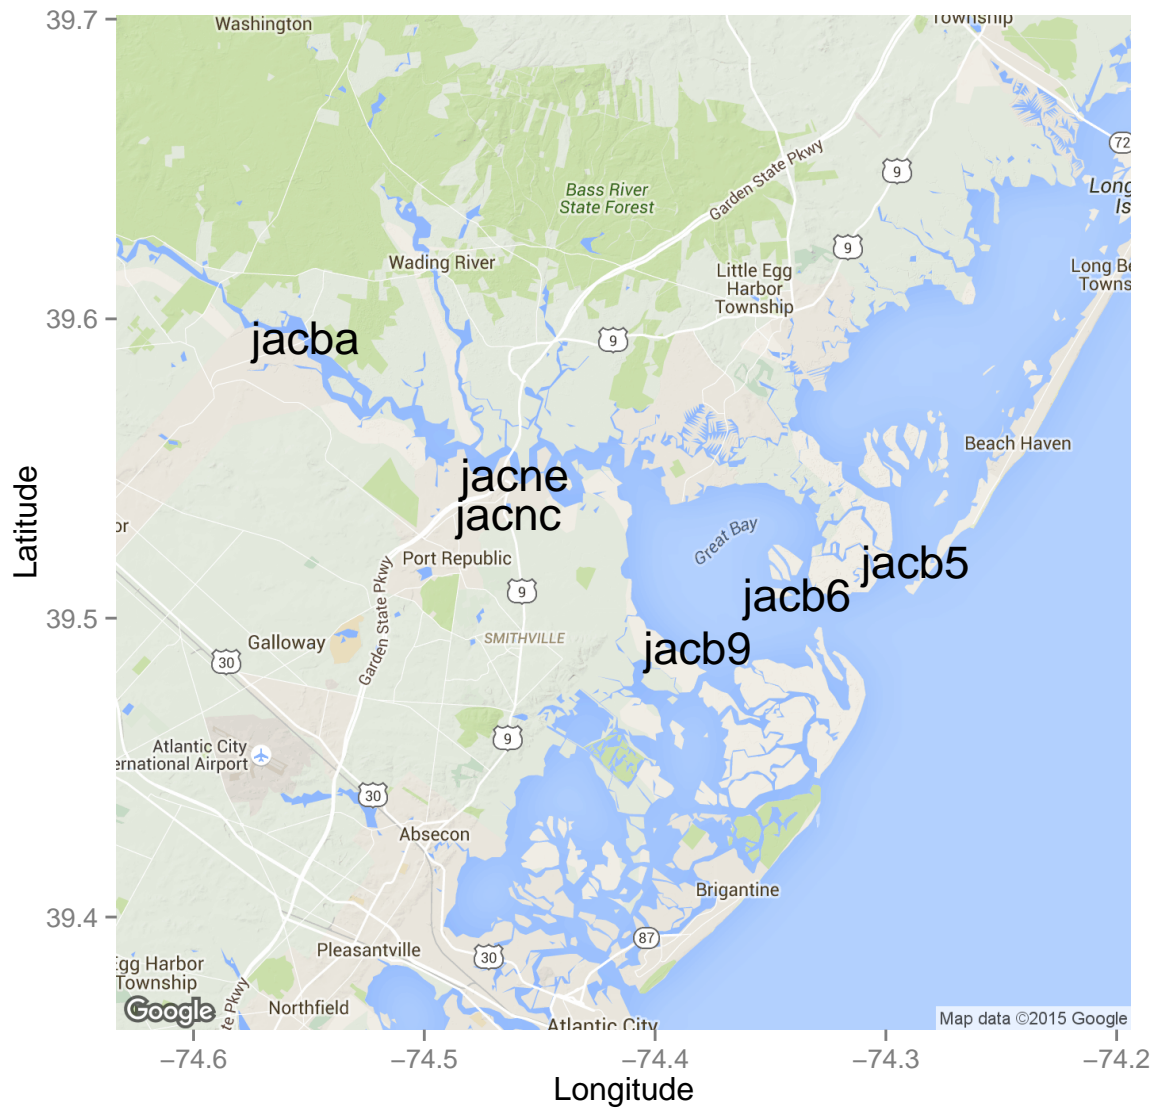 39.7
Washington
Township
72
9
Long
Is
Bass River
State Forest
Garden State Pkwy
9
Wading River
Little Egg
Harbor
Township
Long Be
Towns
39.6
jacba
9
Beach Haven
jacne
jacnc
or
Great Bay
Port Republic
jacb5
9
jacb6
Latitude
39.5
Garden State Pkwy
Galloway
SMITHVILLE
30
jacb9
9
Atlantic City
ernational Airport
30
Absecon
Brigantine
39.4
87
Pleasantville
30
Egg Harbor
Township
Northfield
te Pkwy
Google
Atlantic City
Map data ©2015 Google
−74.6
−74.5
−74.4
−74.3
−74.2
Longitude